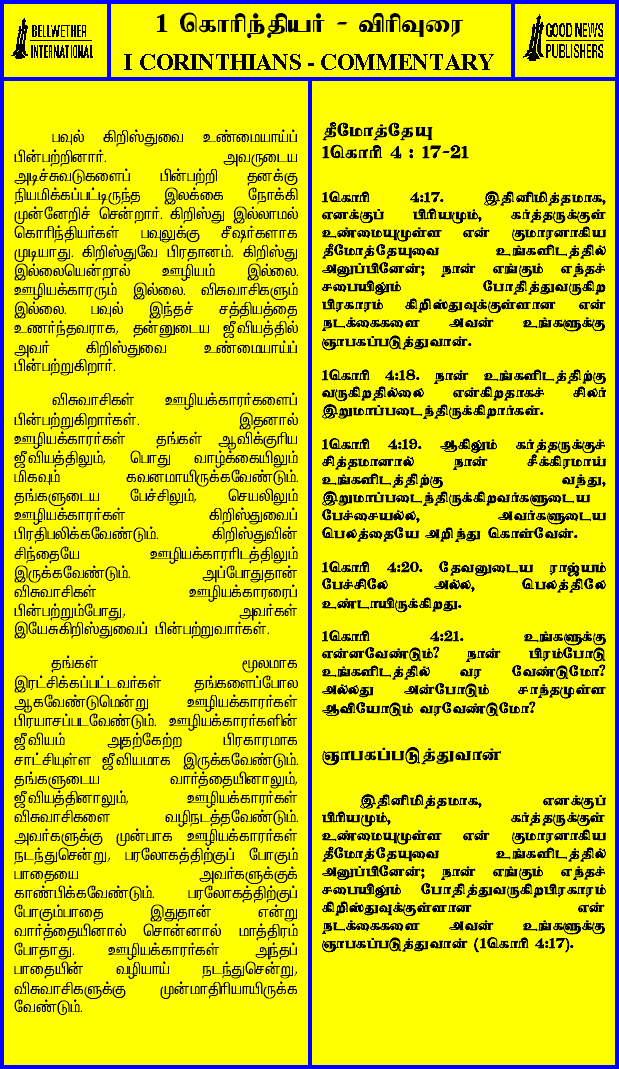 BELLWETHER
INTERNATIONAL
1 கொரிந்தியர் - விரிவுரை
I CORINTHIANS - COMMENTARY
GOOD NEWS
PUBLISHERS
பவுல் கிறிஸ்துவை உண்மையாய்ப்
பின்பற்றினார். அவருடைய
அடிச்சுவடுகளைப் பின்பற்றி தனக்கு
நியமிக்கப்பட்டிருந்த இலக்கை நோக்கி
முன்னேறிச் சென்றார். கிறிஸ்து இல்லாமல்
கொரிந்தியர்கள் பவுலுக்கு சீஷர்களாக
முடியாது. கிறிஸ்துவே பிரதானம். கிறிஸ்து
இல்லையென்றால் ஊழியம் இல்லை.
ஊழியக்காரரும் இல்லை. விசுவாசிகளும்
இல்லை. பவுல் இந்தச் சத்தியத்தை
உணர்ந்தவராக, தன்னுடைய ஜீவியத்தில்
அவர் கிறிஸ்துவை உண்மையாய்ப்
பின்பற்றுகிறார்.
விசுவாசிகள் ஊழியக்காரர்களைப்
பின்பற்றுகிறார்கள். இதனால்
ஊழியக்காரர்கள் தங்கள் ஆவிக்குரிய
ஜீவியத்திலும், பொது வாழ்க்கையிலும்
மிகவும் கவனமாயிருக்கவேண்டும்.
தங்களுடைய பேச்சிலும், செயலிலும்
ஊழியக்காரர்கள் கிறிஸ்துவைப்
பிரதிபலிக்கவேண்டும். கிறிஸ்துவின்
சிந்தையே ஊழியக்காரரிடத்திலும்
இருக்கவேண்டும். அப்போதுதான்
விசுவாசிகள் ஊழியக்காரரைப்
பின்பற்றும்போது, அவர்கள்
இயேசுகிறிஸ்துவைப் பின்பற்றுவார்கள்.
தங்கள் மூலமாக
இரட்சிக்கப்பட்டவர்கள் தங்களைப்போல
ஆகவேண்டுமென்று ஊழியக்காரர்கள்
பிரயாசப்படவேண்டும். ஊழியக்காரர்களின்
ஜீவியம் அதற்கேற்ற பிரகாரமாக
சாட்சியுள்ள ஜீவியமாக இருக்கவேண்டும்.
தங்களுடைய வார்த்தையினாலும்,
ஜீவியத்தினாலும், ஊழியக்காரர்கள்
விசுவாசிகளை வழிநடத்தவேண்டும்.
அவர்களுக்கு முன்பாக ஊழியக்காரர்கள்
நடந்துசென்று, பரலோகத்திற்குப் போகும்
பாதையை அவர்களுக்குக்
காண்பிக்கவேண்டும். பரலோகத்திற்குப்
போகும்பாதை இதுதான் என்று
வார்த்தையினால் சொன்னால் மாத்திரம்
போதாது. ஊழியக்காரர்கள் அந்தப்
பாதையின் வழியாய் நடந்துசென்று,
விசுவாசிகளுக்கு முன்மாதிரியாயிருக்க
வேண்டும்.
தீமோத்தேயு
1கொரி 4 : 17-21
1கொரி 4:17. இதினிமித்தமாக,
எனக்குப் பிரியமும், கர்த்தருக்குள்
உண்மையுமுள்ள என் குமாரனாகிய
தீமோத்தேயுவை உங்களிடத்தில்
அனுப்பினேன்; நான் எங்கும் எந்தச்
சபையிலும் போதித்துவருகிற
பிரகாரம் கிறிஸ்துவுக்குள்ளான என்
நடக்கைகளை அவன் உங்களுக்கு
ஞாபகப்படுத்துவான்.
1கொரி 4:18. நான் உங்களிடத்திற்கு
வருகிறதில்லை என்கிறதாகச் சிலர்
இறுமாப்படைந்திருக்கிறார்கள்.
1கொரி 4:19. ஆகிலும் கர்த்தருக்குச்
சித்தமானால் நான் சீக்கிரமாய்
உங்களிடத்திற்கு வந்து,
இறுமாப்படைந்திருக்கிறவர்களுடைய
பேச்சையல்ல, அவர்களுடைய
பெலத்தையே அறிந்து கொள்வேன்.
1கொரி 4:20. தேவனுடைய ராஜ்யம்
பேச்சிலே அல்ல, பெலத்திலே
உண்டாயிருக்கிறது.
1கொரி 4:21. உங்களுக்கு
என்னவேண்டும்? நான் பிரம்போடு
உங்களிடத்தில் வர வேண்டுமோ?
அல்லது அன்போடும் சாந்தமுள்ள
ஆவியோடும் வரவேண்டுமோ?
ஞாபகப்படுத்துவான்
இதினிமித்தமாக, எனக்குப்
பிரியமும், கர்த்தருக்குள்
உண்மையுமுள்ள என் குமாரனாகிய
தீமோத்தேயுவை உங்களிடத்தில்
அனுப்பினேன்; நான் எங்கும் எந்தச்
சபையிலும் போதித்துவருகிறபிரகாரம்
கிறிஸ்துவுக்குள்ளான என்
நடக்கைகளை அவன் உங்களுக்கு
ஞாபகப்படுத்துவான் (1கொரி 4:17).